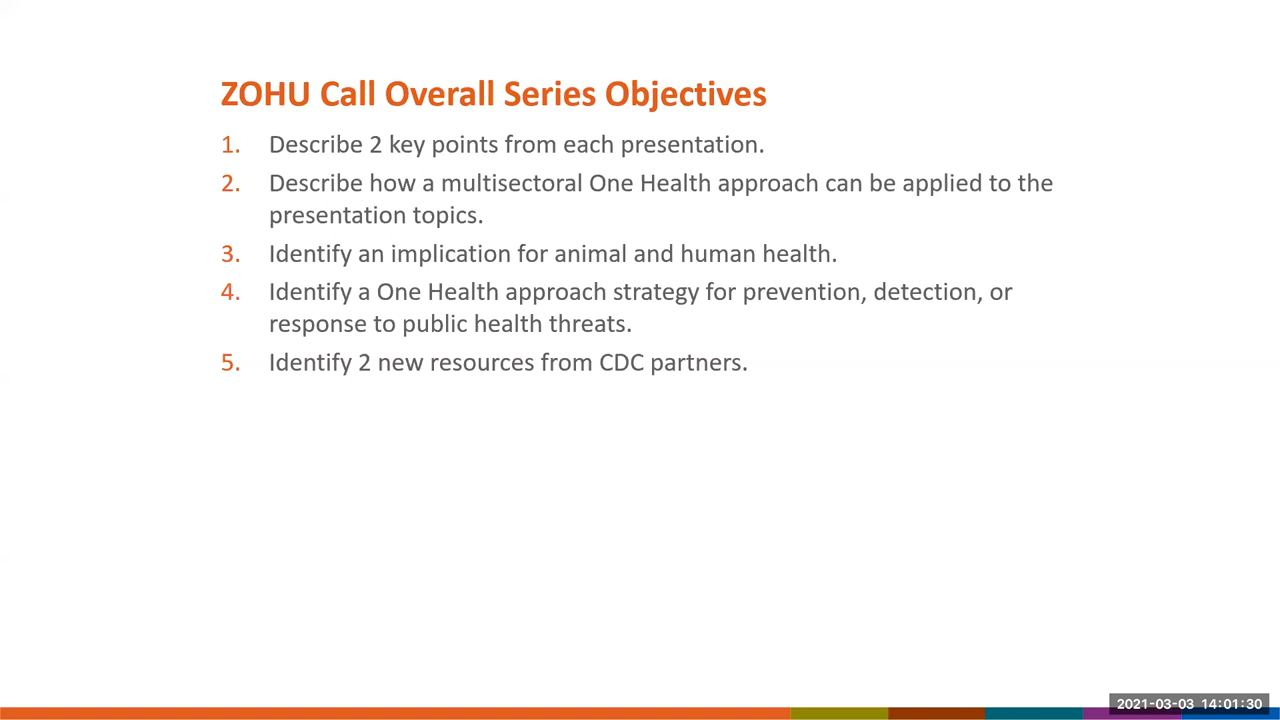 ZOHU Call Overall Series Objectives
1. Describe 2 key points from each presentation.
2. Describe how a multisectoral One Health approach can be applied to the
presentation topics.
3. Identify an implication for animal and human health.
4. Identify a One Health approach strategy for prevention, detection, or
response to public health threats.
5. Identify 2 new resources from CDC partners.
2021-03-03 14:01:30